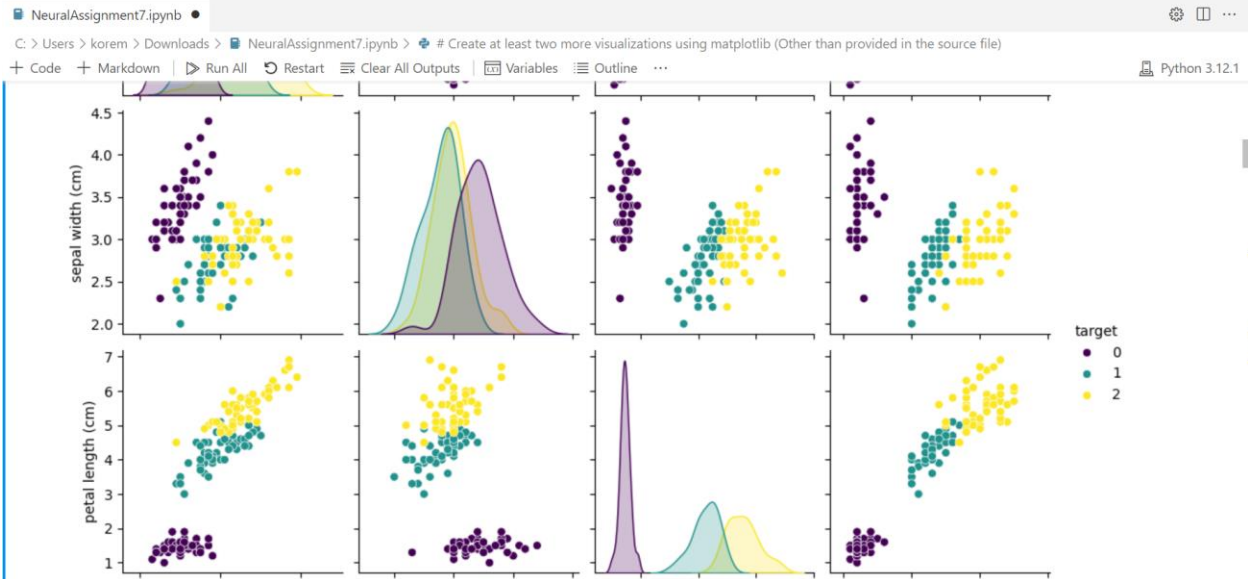 NeuralAssignment7.ipynb ●
C: > Users > korem > Downloads > NeuralAssignment7.ipynb > # Create at least two more visualizations using matplotlib (Other than provided in the source file)
+ Code + Markdown | Run All Restart Clear All Outputs | Variables Outline ··· Python 3.12.1
4.5
4.0
3.5
3.0
2.5
2.0
sepal width (cm)
target
0
1
2
7
6
5
4
3
2
1
petal length (cm)